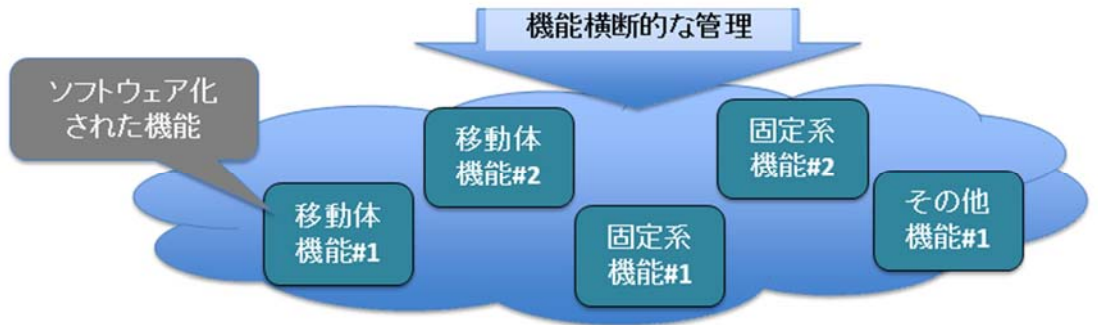 機能横断的な管理
ソフトウェア化
された機能
移動体
機能#2
固定系
機能#2
移動体
機能#1
固定系
機能#1
その他
機能#1